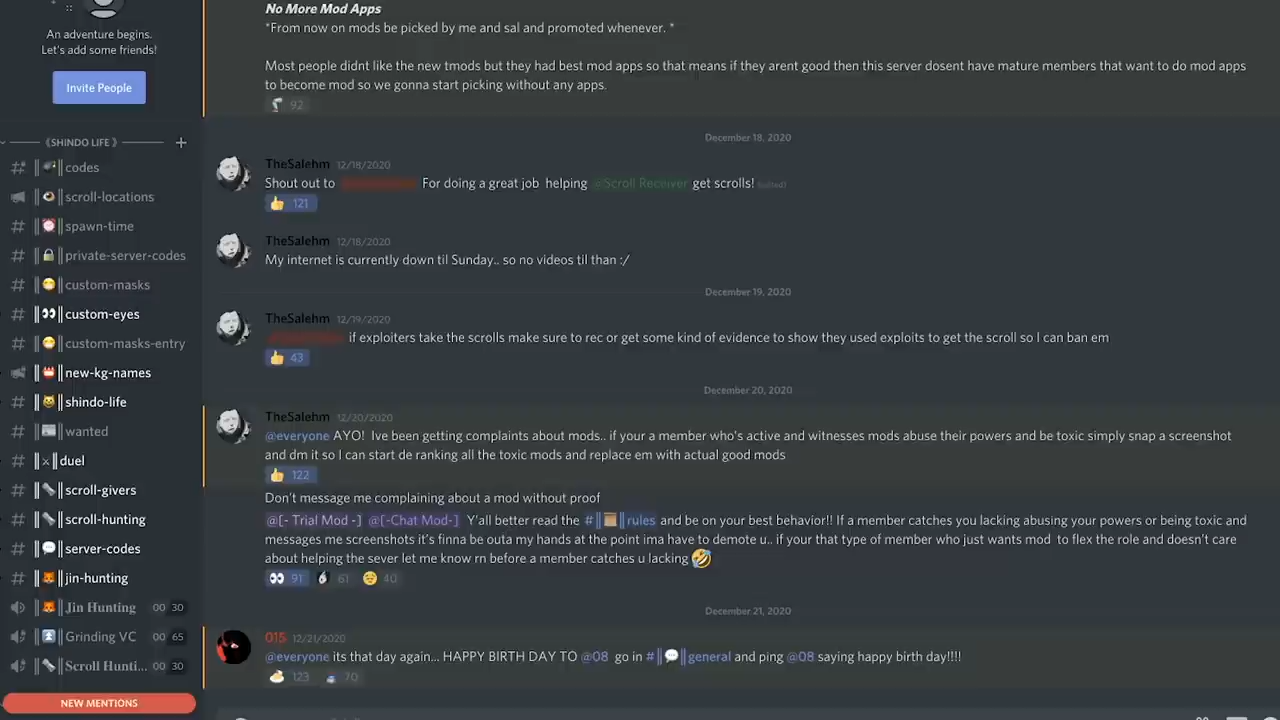 An adventure begins.
Let's add some friends!
Invite People
《SHINDO LIFE 》
codes
scroll-locations
spawn-time
private-server-codes
custom-masks
custom-eyes
custom-masks-entry
new-kg-names
shindo-life
wanted
duel
scroll-givers
scroll-hunting
server-codes
jin-hunting
Jin Hunting 00 30
Grinding VC 00 65
Scroll Hunti... 00 30
NEW MENTIONS
No More Mod Apps
*From now on mods be picked by me and sal and promoted whenever. *
Most people didnt like the new tmods but they had best mod apps so that means if they arent good then this server dosent have mature members that want to do mod apps
to become mod so we gonna start picking without any apps.
92
December 18, 2020
TheSalehm 12/18/2020
Shout out to For doing a great job helping @Scroll Receiver get scrolls! (edited)
121
TheSalehm 12/18/2020
My internet is currently down til Sunday.. so no videos til than :/
December 19, 2020
TheSalehm 12/19/2020
if exploiters take the scrolls make sure to rec or get some kind of evidence to show they used exploits to get the scroll so I can ban em
43
December 20, 2020
TheSalehm 12/20/2020
@everyone AYO! Ive been getting complaints about mods.. if your a member who's active and witnesses mods abuse their powers and be toxic simply snap a screenshot
and dm it so I can start de ranking all the toxic mods and replace em with actual good mods
122
Don't message me complaining about a mod without proof
@[- Trial Mod -] @[-Chat Mod-] Y'all better read the #rules and be on your best behavior!! If a member catches you lacking abusing your powers or being toxic and
messages me screenshots it's finna be outa my hands at the point ima have to demote u.. if your that type of member who just wants mod to flex the role and doesn't care
about helping the sever let me know rn before a member catches u lacking
91 61 40
December 21, 2020
015 12/21/2020
@everyone its that day again... HAPPY BIRTH DAY TO @08 go in #general and ping @08 saying happy birth day!!!!
123 70